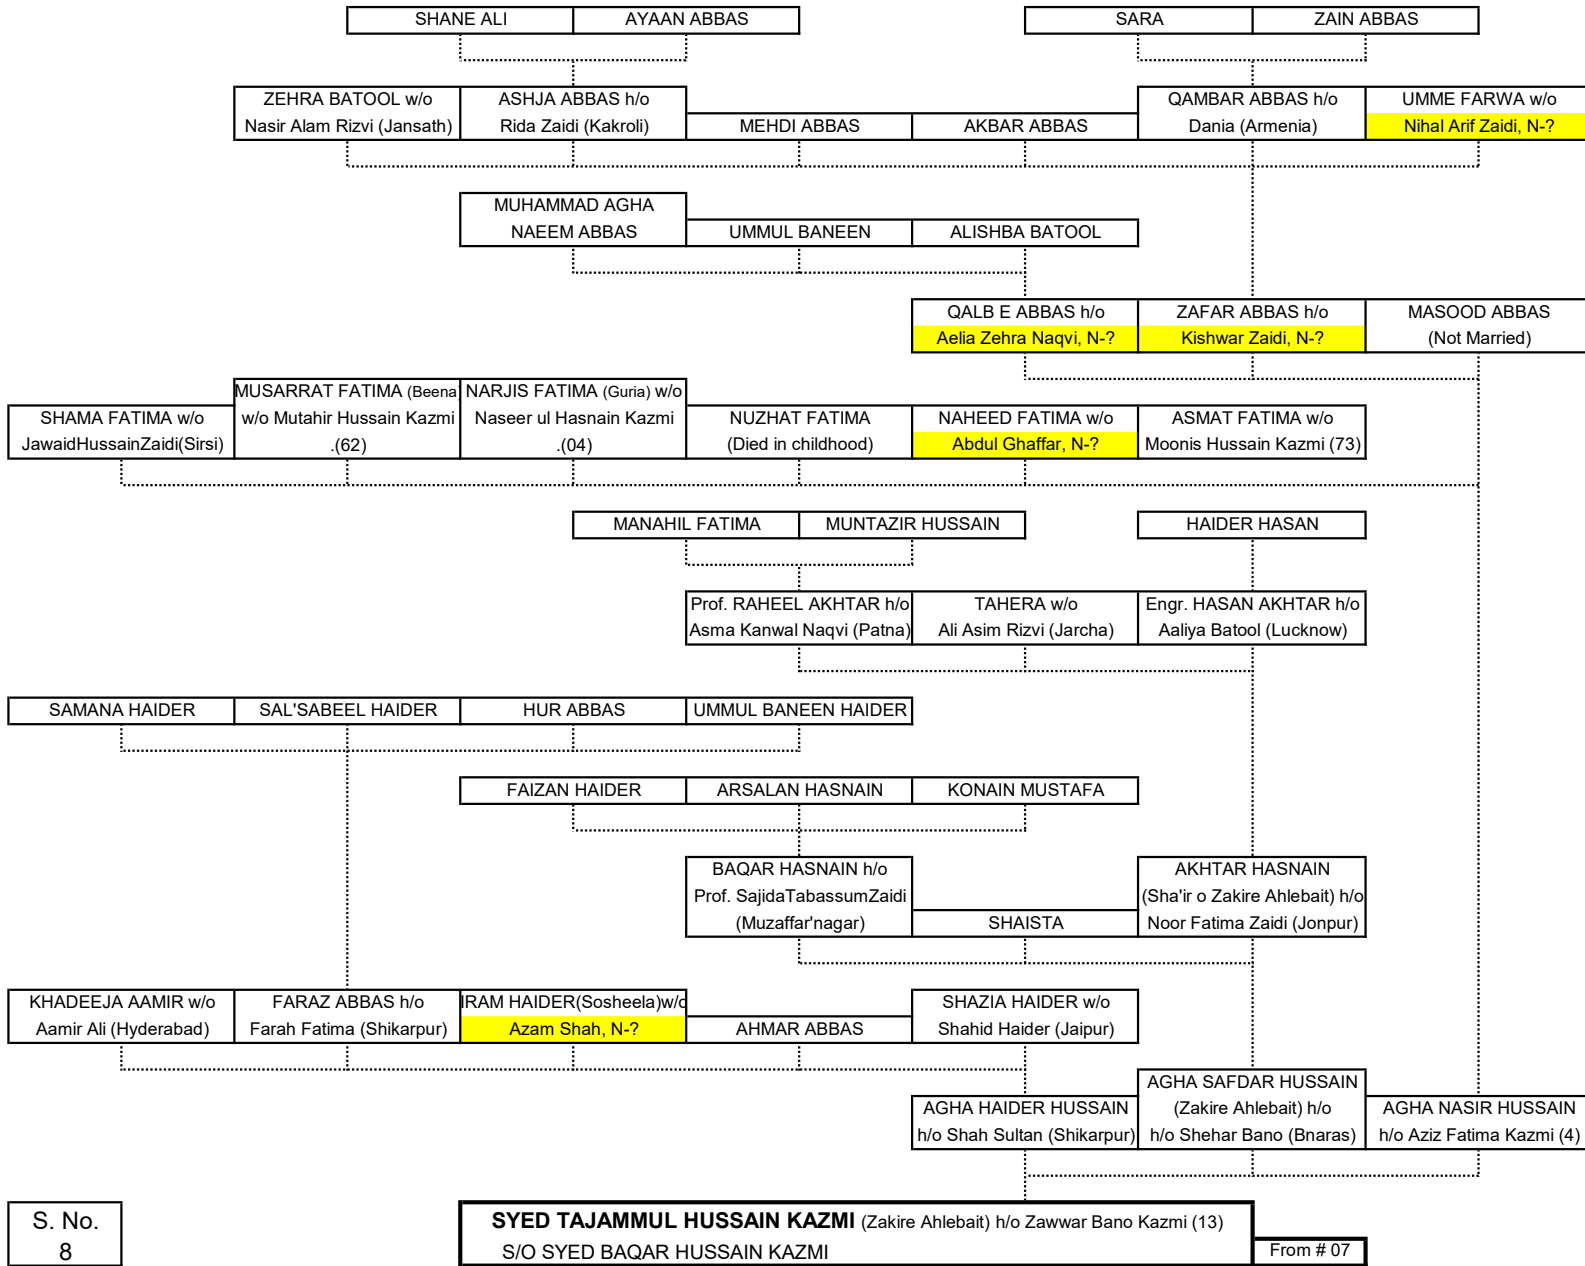 SHANE ALI
AYAAN ABBAS
SARA
ZAIN ABBAS
ZEHRA BATOOL w/o
Nasir Alam Rizvi (Jansath)
ASHJA ABBAS h/o
Rida Zaidi (Kakroli)
MEHDI ABBAS
AKBAR ABBAS
QAMBAR ABBAS h/o
Dania (Armenia)
UMME FARWA w/o
Nihal Arif Zaidi, N-?
MUHAMMAD AGHA
NAEEM ABBAS
UMMUL BANEEN
ALISHBA BATOOL
QALB E ABBAS h/o
Aelia Zehra Naqvi, N-?
ZAFAR ABBAS h/o
Kishwar Zaidi, N-?
MASOOD ABBAS
(Not Married)
SHAMA FATIMA w/o
JawaidHussainZaidi(Sirsi)
MUSARRAT FATIMA (Beena
w/o Mutahir Hussain Kazmi
.(62)
NARJIS FATIMA (Guria) w/o
Naseer ul Hasnain Kazmi
.(04)
NUZHAT FATIMA
(Died in childhood)
NAHEED FATIMA w/o
Abdul Ghaffar, N-?
ASMAT FATIMA w/o
Moonis Hussain Kazmi (73)
MANAHIL FATIMA
MUNTAZIR HUSSAIN
HAIDER HASAN
Prof. RAHEEL AKHTAR h/o
Asma Kanwal Naqvi (Patna)
TAHERA w/o
Ali Asim Rizvi (Jarcha)
Engr. HASAN AKHTAR h/o
Aaliya Batool (Lucknow)
SAMANA HAIDER
SAL'SABEEL HAIDER
HUR ABBAS
UMMUL BANEEN HAIDER
FAIZAN HAIDER
ARSALAN HASNAIN
KONAIN MUSTAFA
BAQAR HASNAIN h/o
Prof. SajidaTabassumZaidi
(Muzaffar'nagar)
SHAISTA
AKHTAR HASNAIN
(Sha'ir o Zakire Ahlebait) h/o
Noor Fatima Zaidi (Jonpur)
KHADEEJA AAMIR w/o
Aamir Ali (Hyderabad)
FARAZ ABBAS h/o
Farah Fatima (Shikarpur)
IRAM HAIDER(Sosheela)w/o
Azam Shah, N-?
AHMAR ABBAS
SHAZIA HAIDER w/o
Shahid Haider (Jaipur)
AGHA HAIDER HUSSAIN
h/o Shah Sultan (Shikarpur)
AGHA SAFDAR HUSSAIN
(Zakire Ahlebait) h/o
h/o Shehar Bano (Bnaras)
AGHA NASIR HUSSAIN
h/o Aziz Fatima Kazmi (4)
S. No.
8
SYED TAJAMMUL HUSSAIN KAZMI (Zakire Ahlebait) h/o Zawwar Bano Kazmi (13)
S/O SYED BAQAR HUSSAIN KAZMI
From # 07